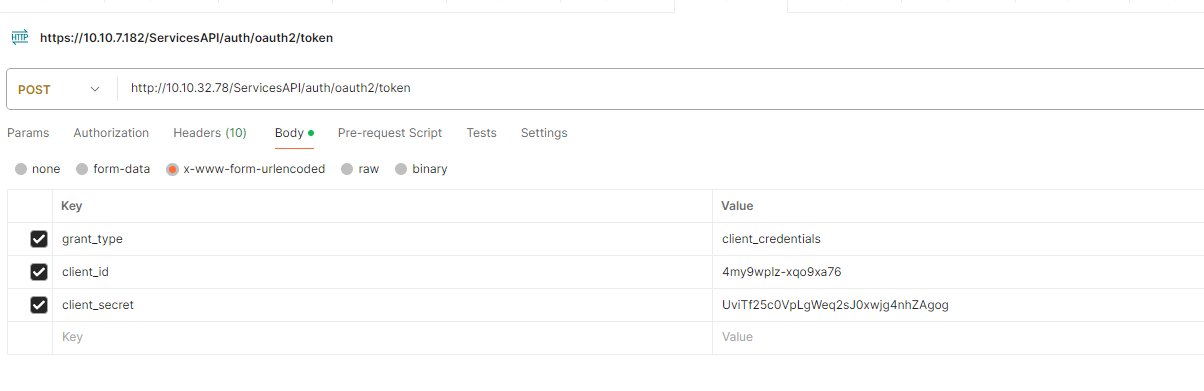 HTTP https://10.10.7.182/ServicesAPI/auth/oauth2/token
POST http://10.10.32.78/ServicesAPI/auth/oauth2/token
Params Authorization Headers (10) Body Pre-request Script Tests Settings
none form-data x-www-form-urlencoded raw binary
Key Value
grant_type client_credentials
client_id 4my9wplz-xqo9xa76
client_secret UviTf25c0VpLgWeq2sJ0xwjg4nhZAgog
Key Value